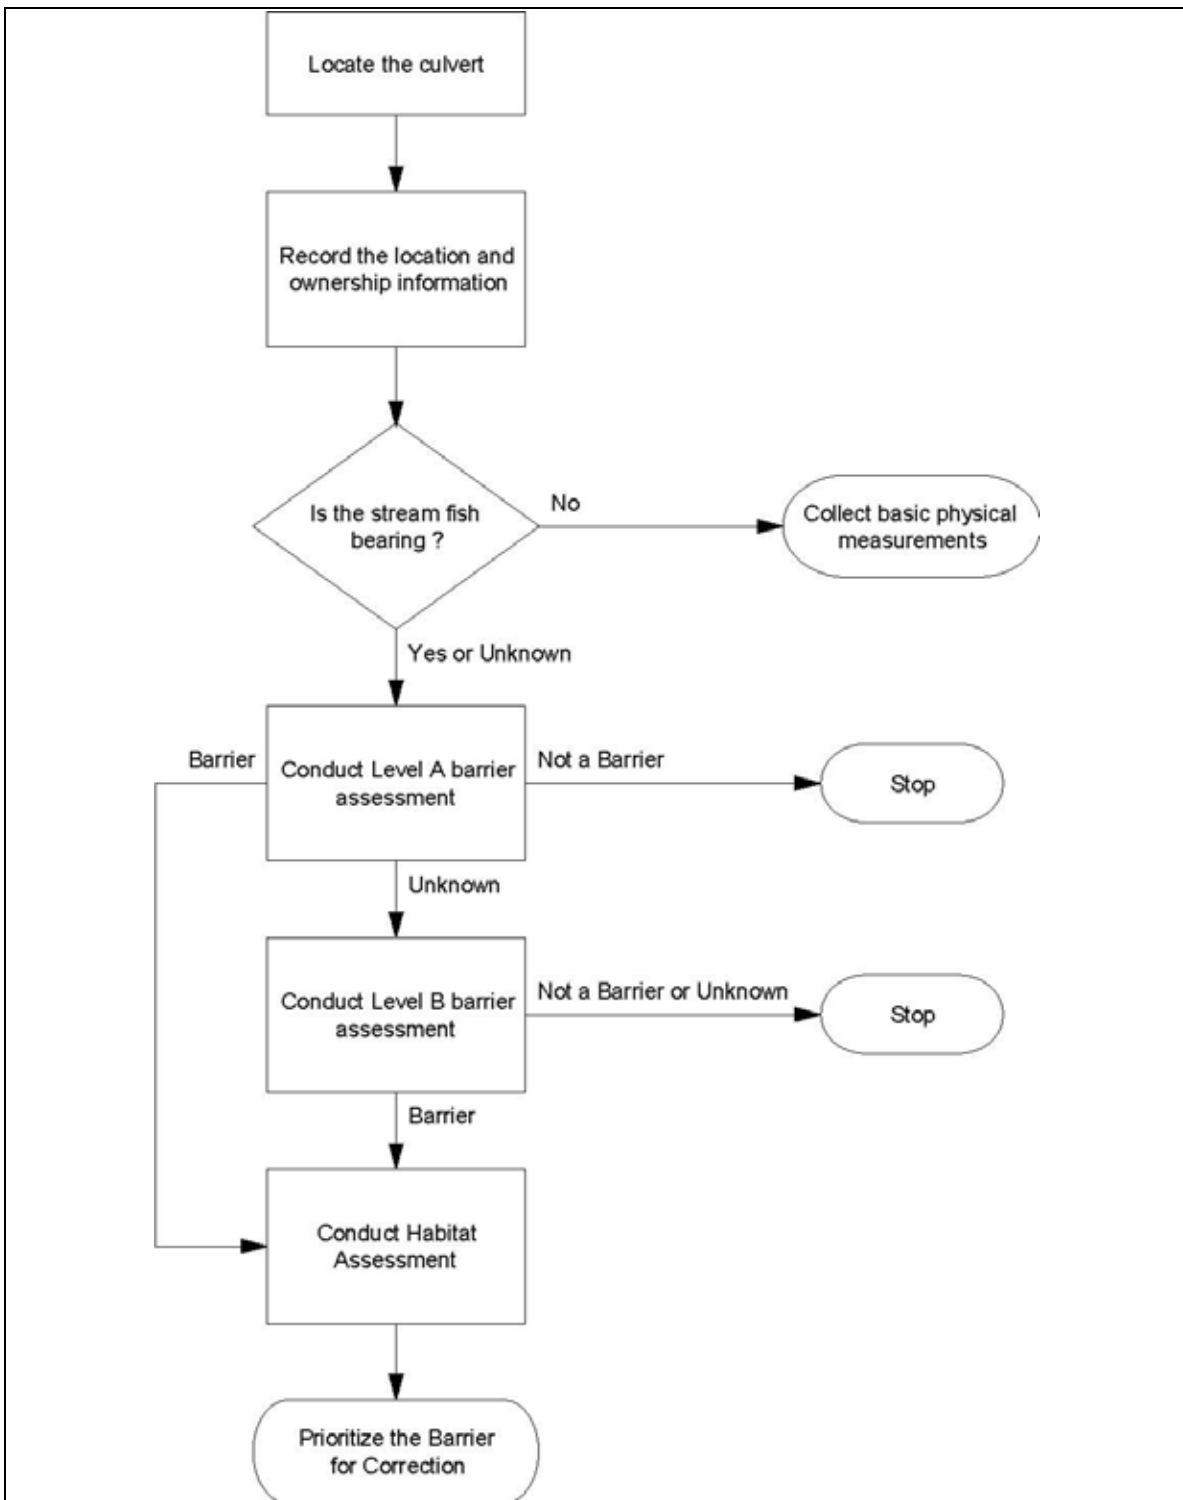 Locate the culvert
Record the location and
ownership information
Is the stream fish
bearing ?
No
Collect basic physical
measurements
Yes or Unknown
Barrier
Conduct Level A barrier
assessment
Not a Barrier
Stop
Unknown
Conduct Level B barrier
assessment
Not a Barrier or Unknown
Stop
Barrier
Conduct Habitat
Assessment
Prioritize the Barrier
for Correction